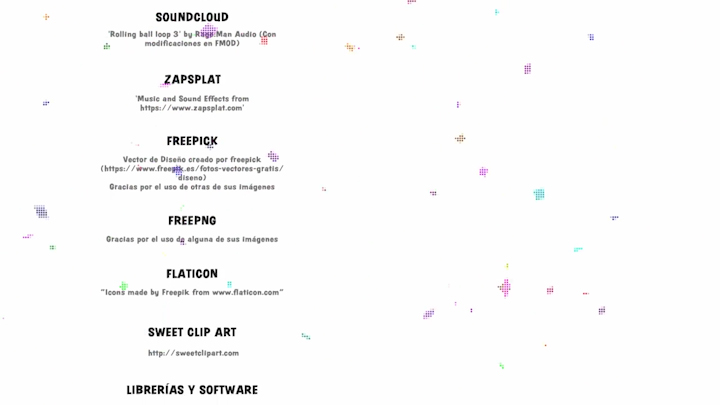 SOUNDCLOUD
'Rolling ball loop 3' by Rage Man Audio (Con
modificaciones en FMOD)
ZAPSPLAT
'Music and Sound Effects from
https://www.zapsplat.com'
FREEPICK
Vector de Diseño creado por freepick
(https://www.freepik.es/fotos-vectores-gratis/
diseno)
Gracias por el uso de otras de sus imágenes
FREEPNG
Gracias por el uso de alguna de sus imágenes
FLATICON
"Icons made by Freepik from www.flaticon.com"
SWEET CLIP ART
http://sweetclipart.com
LIBRERÍAS Y SOFTWARE